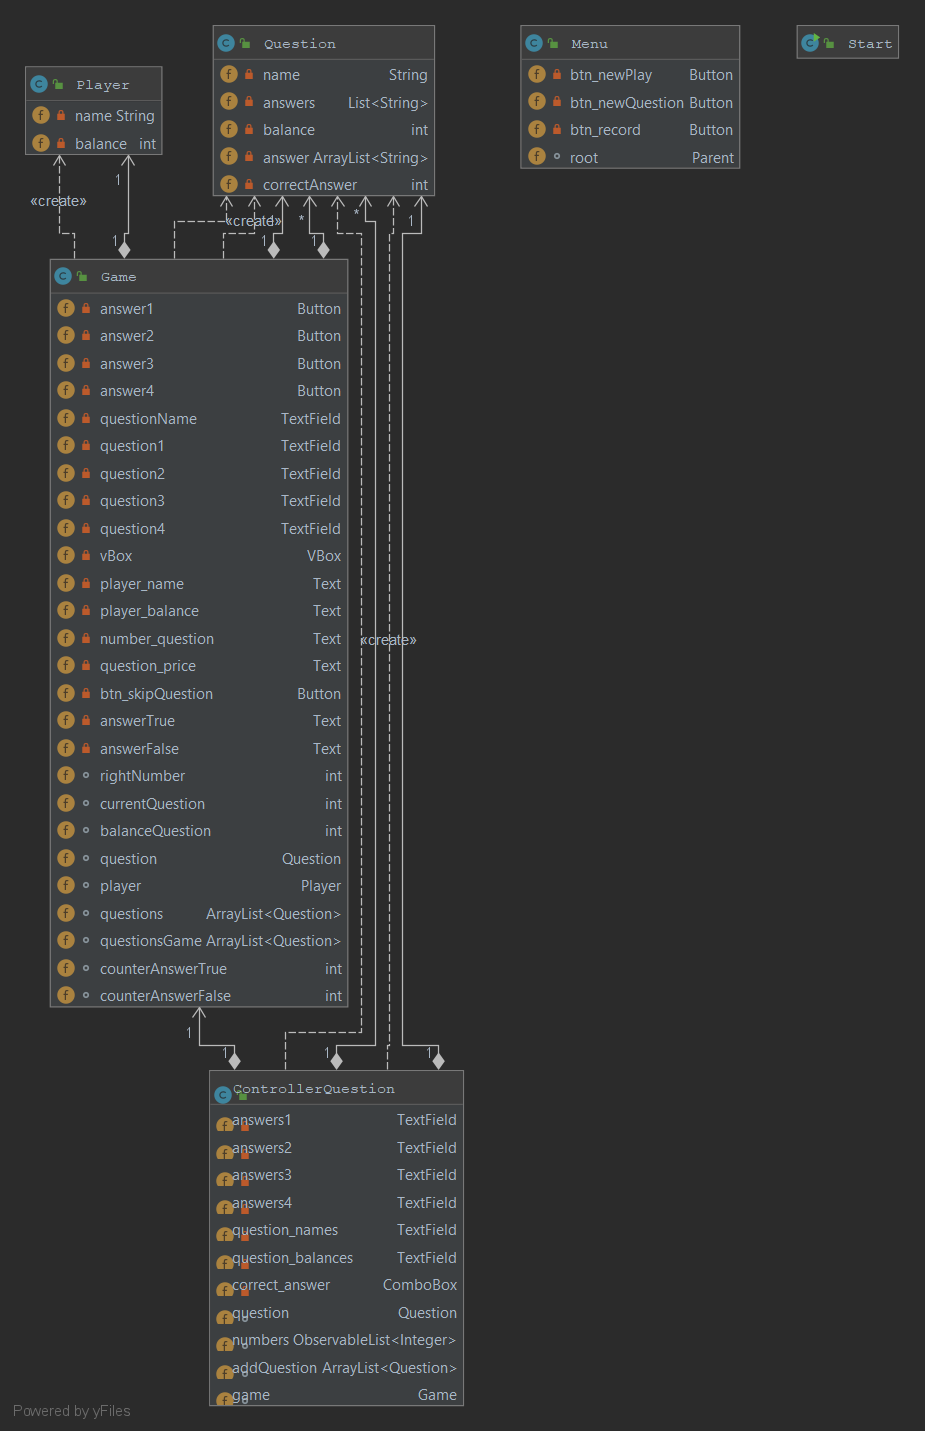 Player
name String
balance int
Question
name String
answers List<String>
balance int
answer ArrayList<String>
correctAnswer int
Menu
btn_newPlay Button
btn_newQuestion Button
btn_record Button
root Parent
Start
«create»
1
1
«create»
1
1
*
1
*
1
Game
answer1 Button
answer2 Button
answer3 Button
answer4 Button
questionName TextField
question1 TextField
question2 TextField
question3 TextField
question4 TextField
vBox VBox
player_name Text
player_balance Text
number_question Text
question_price Text
btn_skipQuestion Button
answerTrue Text
answerFalse Text
rightNumber int
currentQuestion int
balanceQuestion int
question Question
player Player
questions ArrayList<Question>
questionsGame ArrayList<Question>
counterAnswerTrue int
counterAnswerFalse int
«create»
1
1
1
1
ControllerQuestion
answers1 TextField
answers2 TextField
answers3 TextField
answers4 TextField
question_names TextField
question_balances TextField
correct_answer ComboBox
question Question
numbers ObservableList<Integer>
addQuestion ArrayList<Question>
game Game
Powered by yFiles